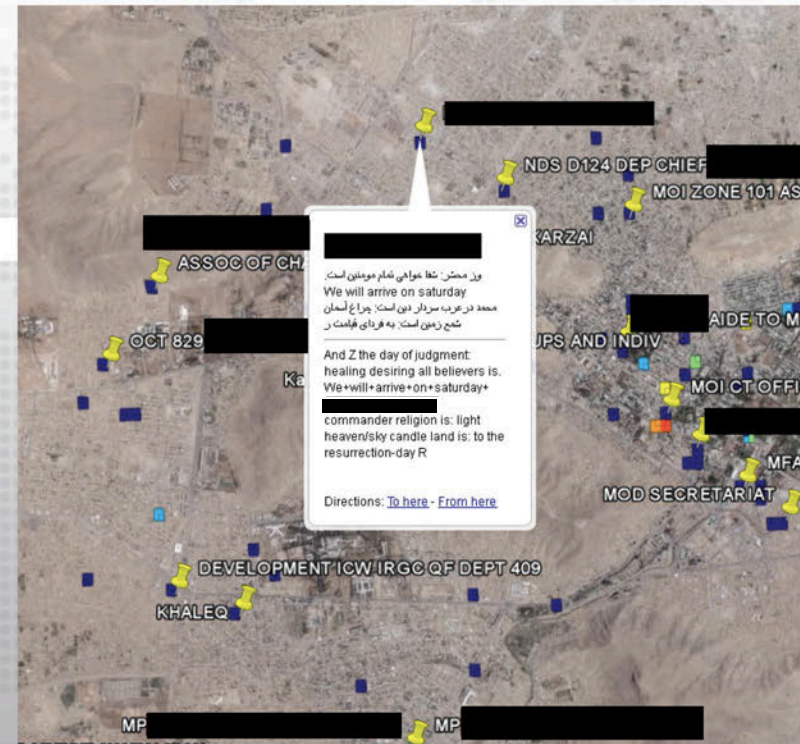 NDS D124 DEP CHIEF
MOI ZONE 101 AS
KARZAI
ASSOC OF CHA
وز محشر: شفا خواهی تمام مومنین است.
We will arrive on saturday
محمد در عرب سردار دین است: چراغ آسمان
شمع زمین است: به فردای قیامت ر
And Z the day of judgment:
healing desiring all believers is.
We+will+arrive+on+saturday+
commander religion is: light
heaven/sky candle land is: to the
resurrection-day R
Directions: To here - From here
AIDE TO M
OCT 829
UPS AND INDIV
Ka
MOI CT OFFI
MFA
MOD SECRETARIAT
DEVELOPMENT ICW IRGC QF DEPT 409
KHALEQ
MP
MP